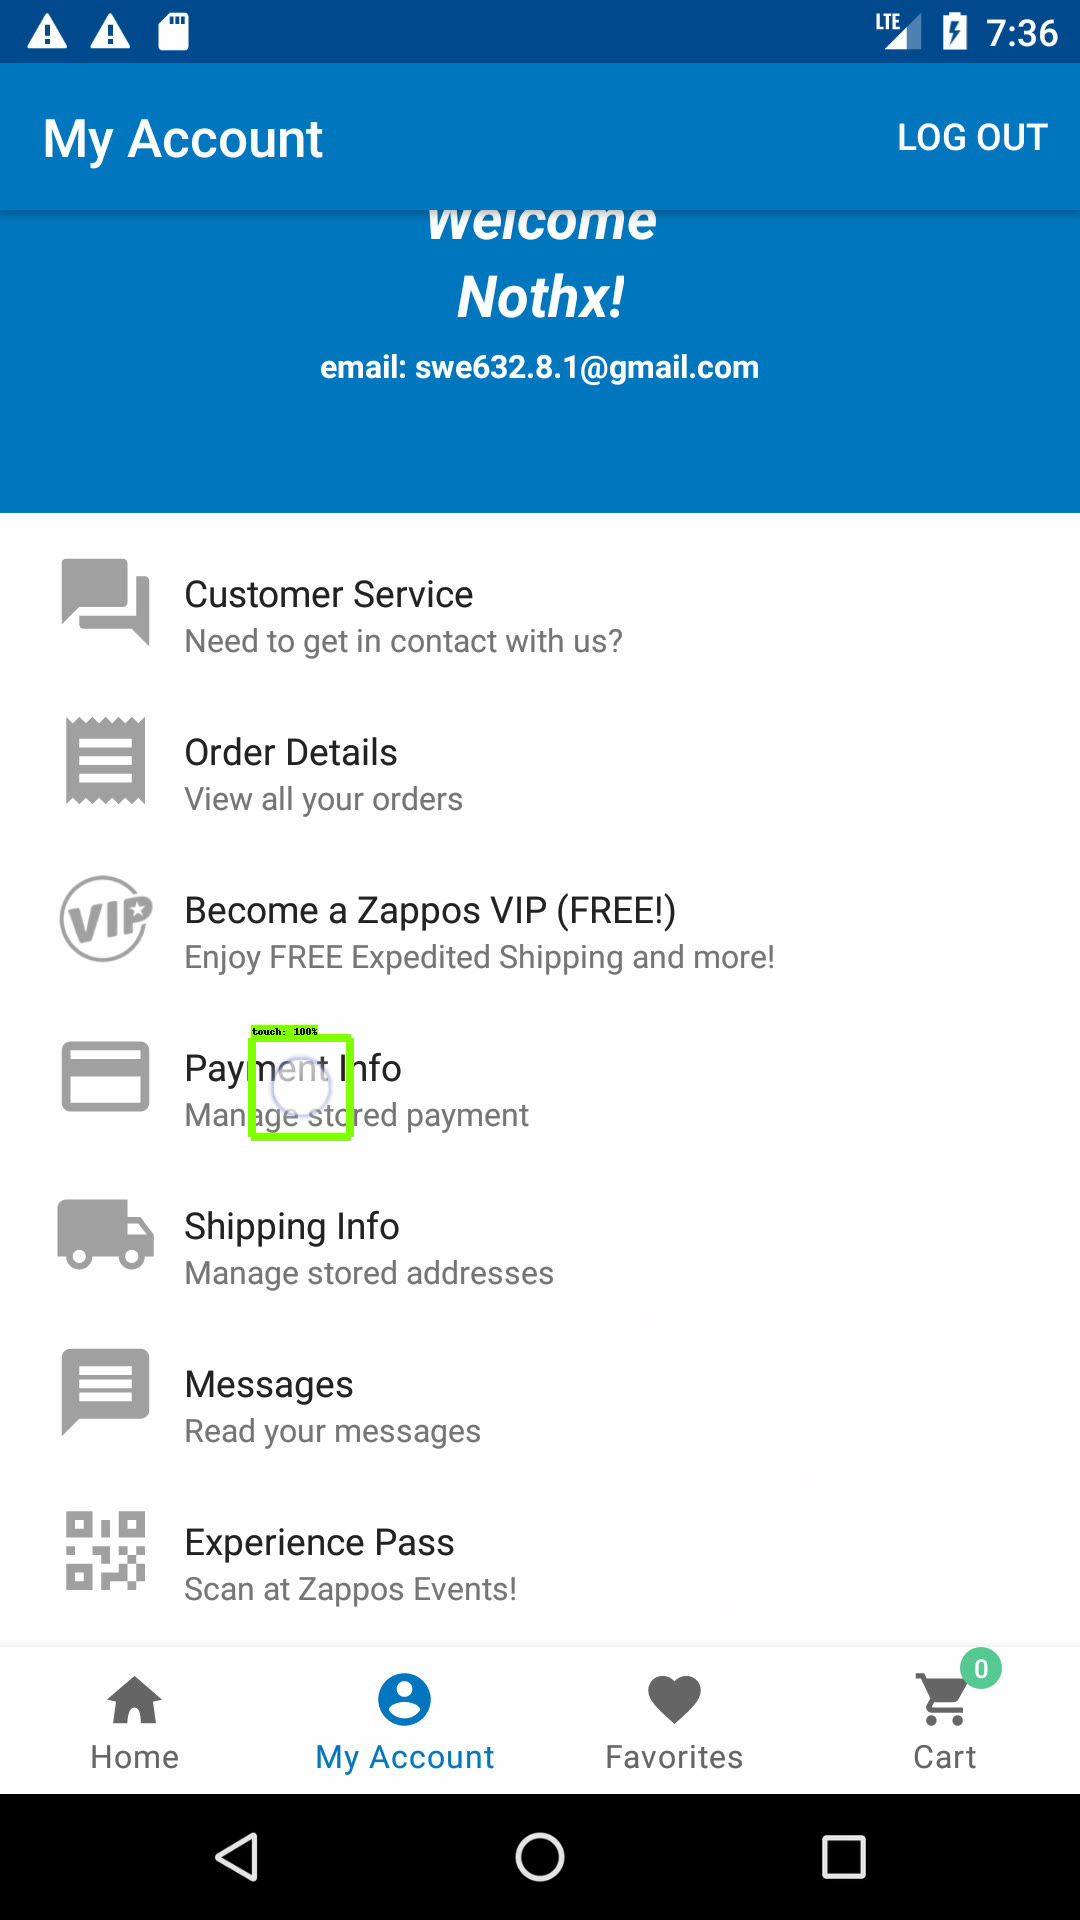 LTE 7:36
My Account LOG OUT
Welcome
Nothx!
email: swe632.8.1@gmail.com
Customer Service
Need to get in contact with us?
Order Details
View all your orders
VIP
Become a Zappos VIP (FREE!)
Enjoy FREE Expedited Shipping and more!
touch: 100%
Payment Info
Manage stored payment
Shipping Info
Manage stored addresses
Messages
Read your messages
Experience Pass
Scan at Zappos Events!
0
Home My Account Favorites Cart